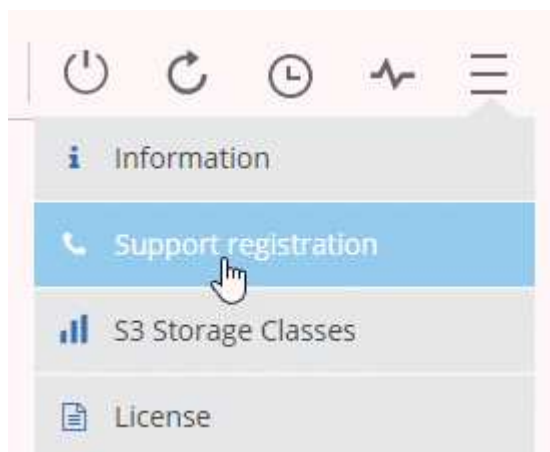 Information
Support registration
S3 Storage Classes
License